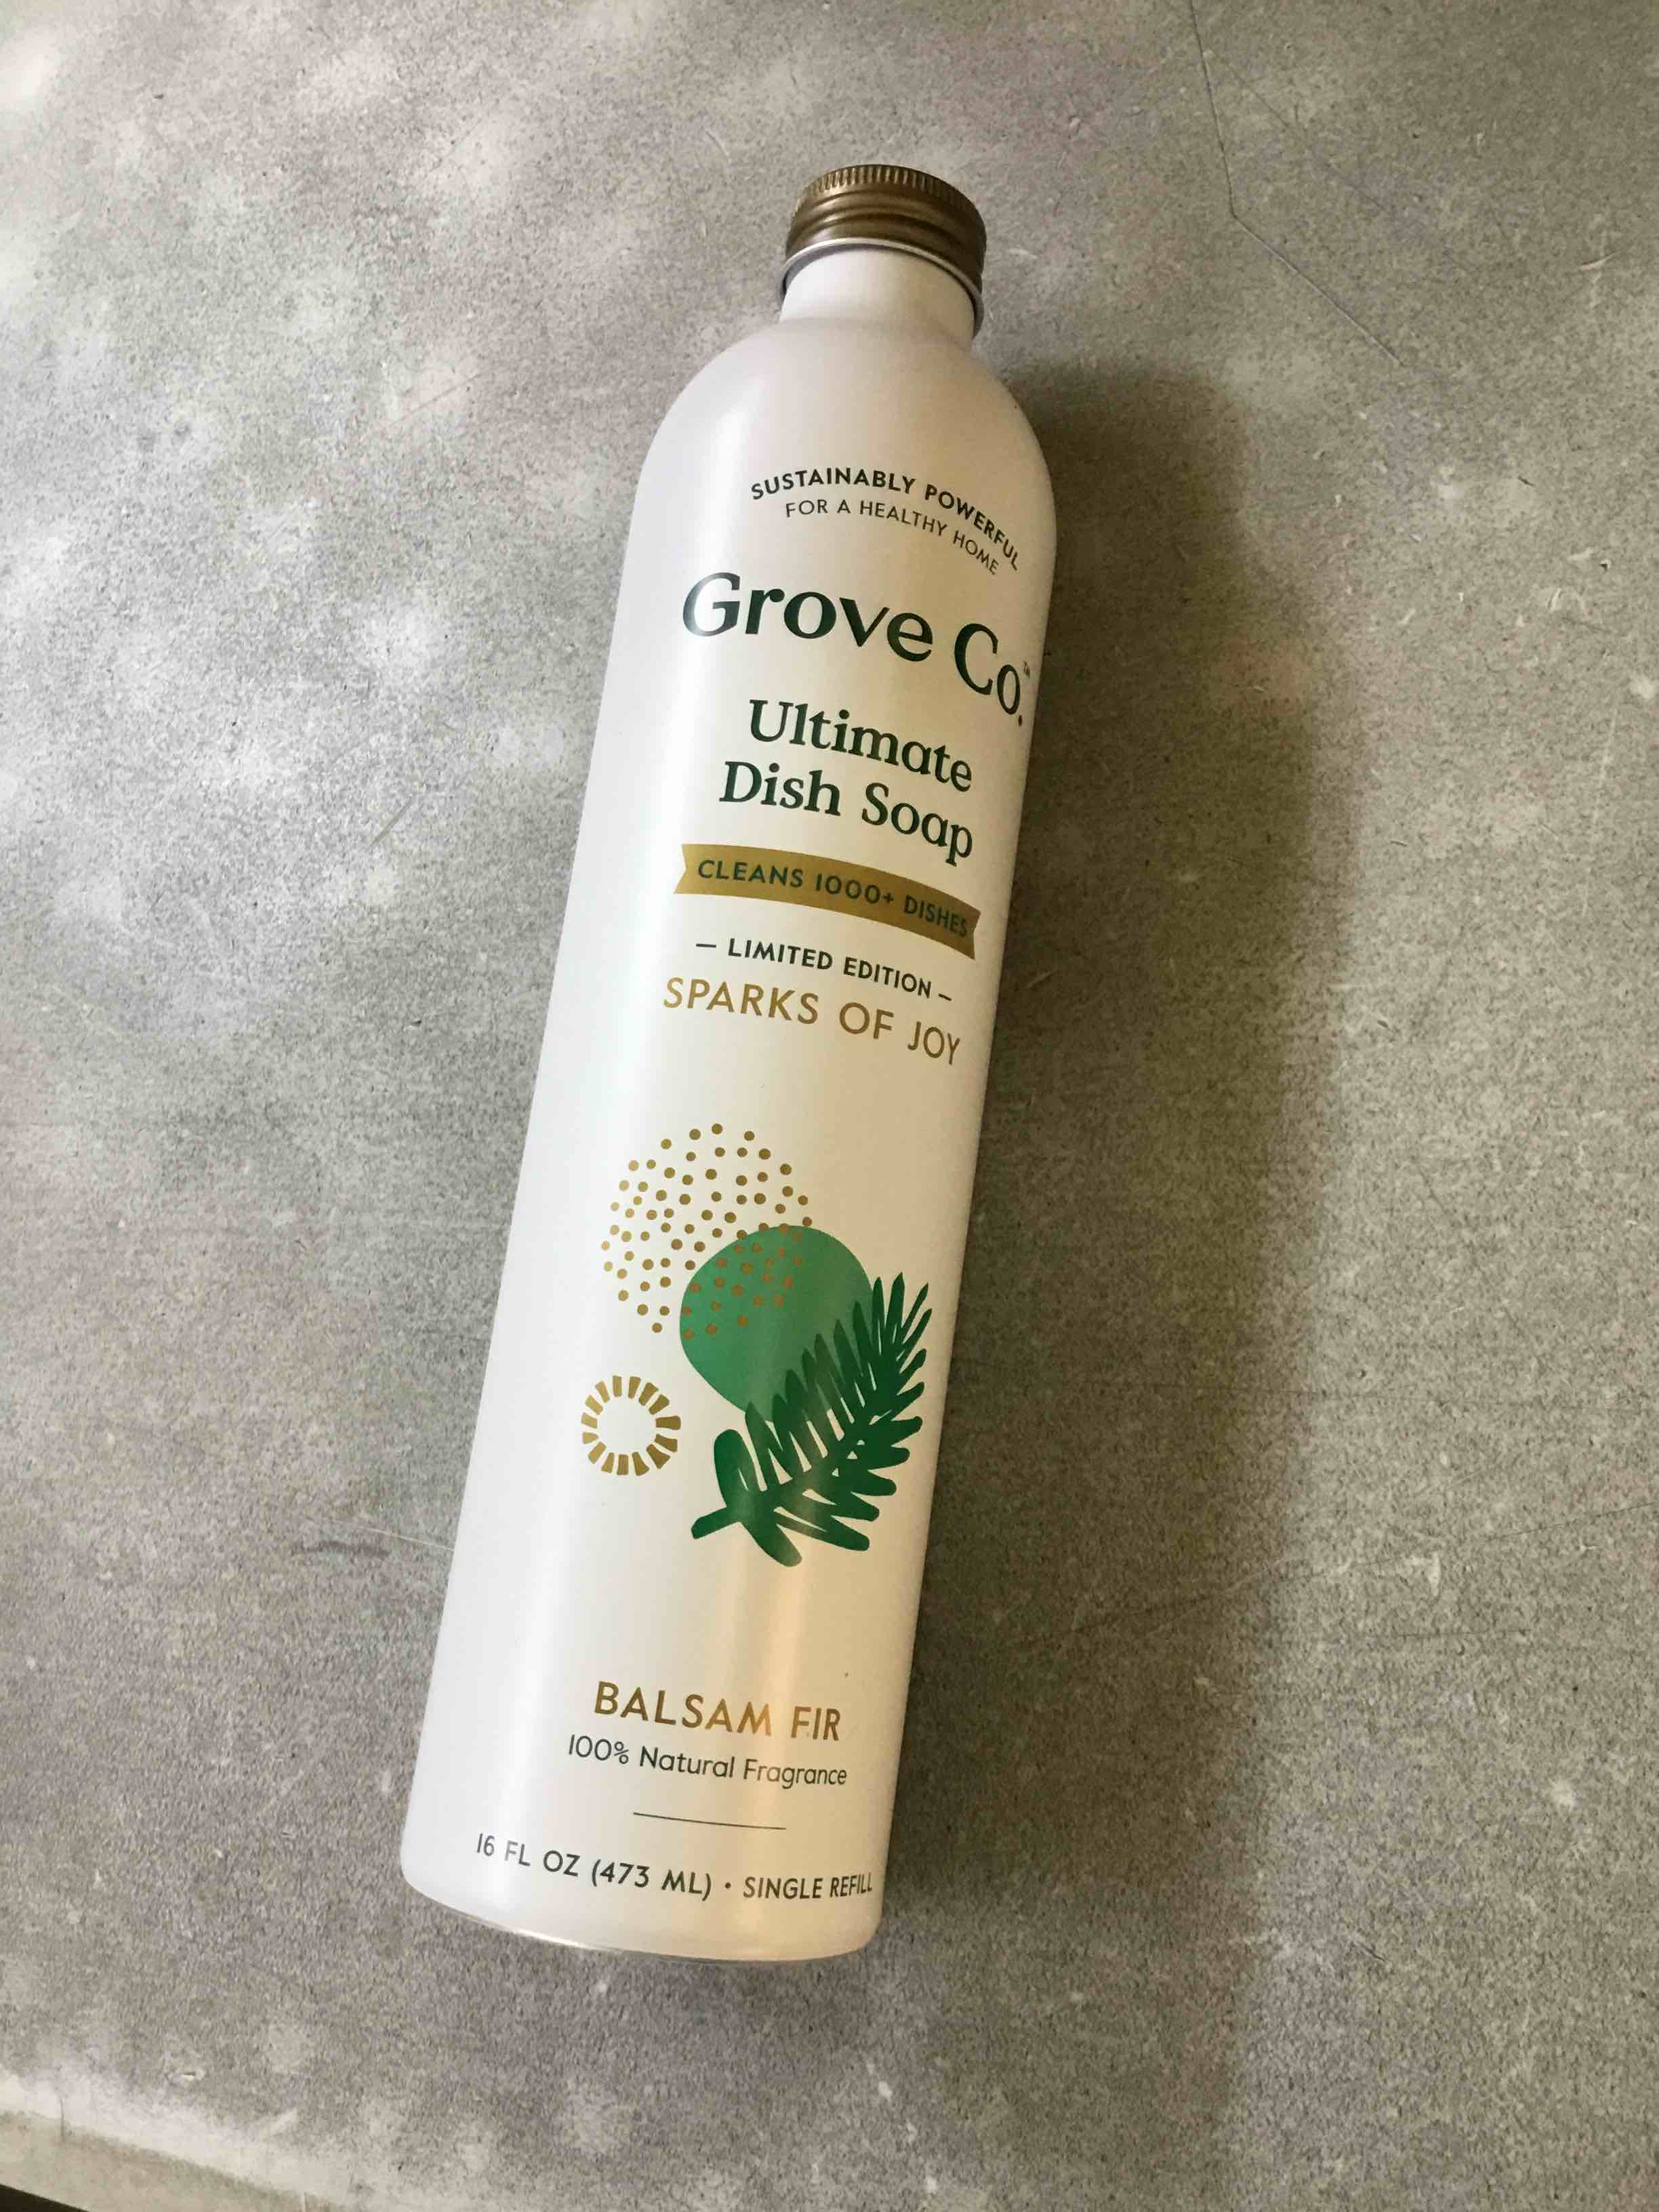 SUSTAINABLY POWERFUL
FOR A HEALTHY HOME
Grove Co.™
Ultimate
Dish Soap
CLEANS 1000+ DISHES
— LIMITED EDITION —
SPARKS OF JOY
BALSAM FIR
100% Natural Fragrance
16 FL OZ (473 ML) • SINGLE REFILL